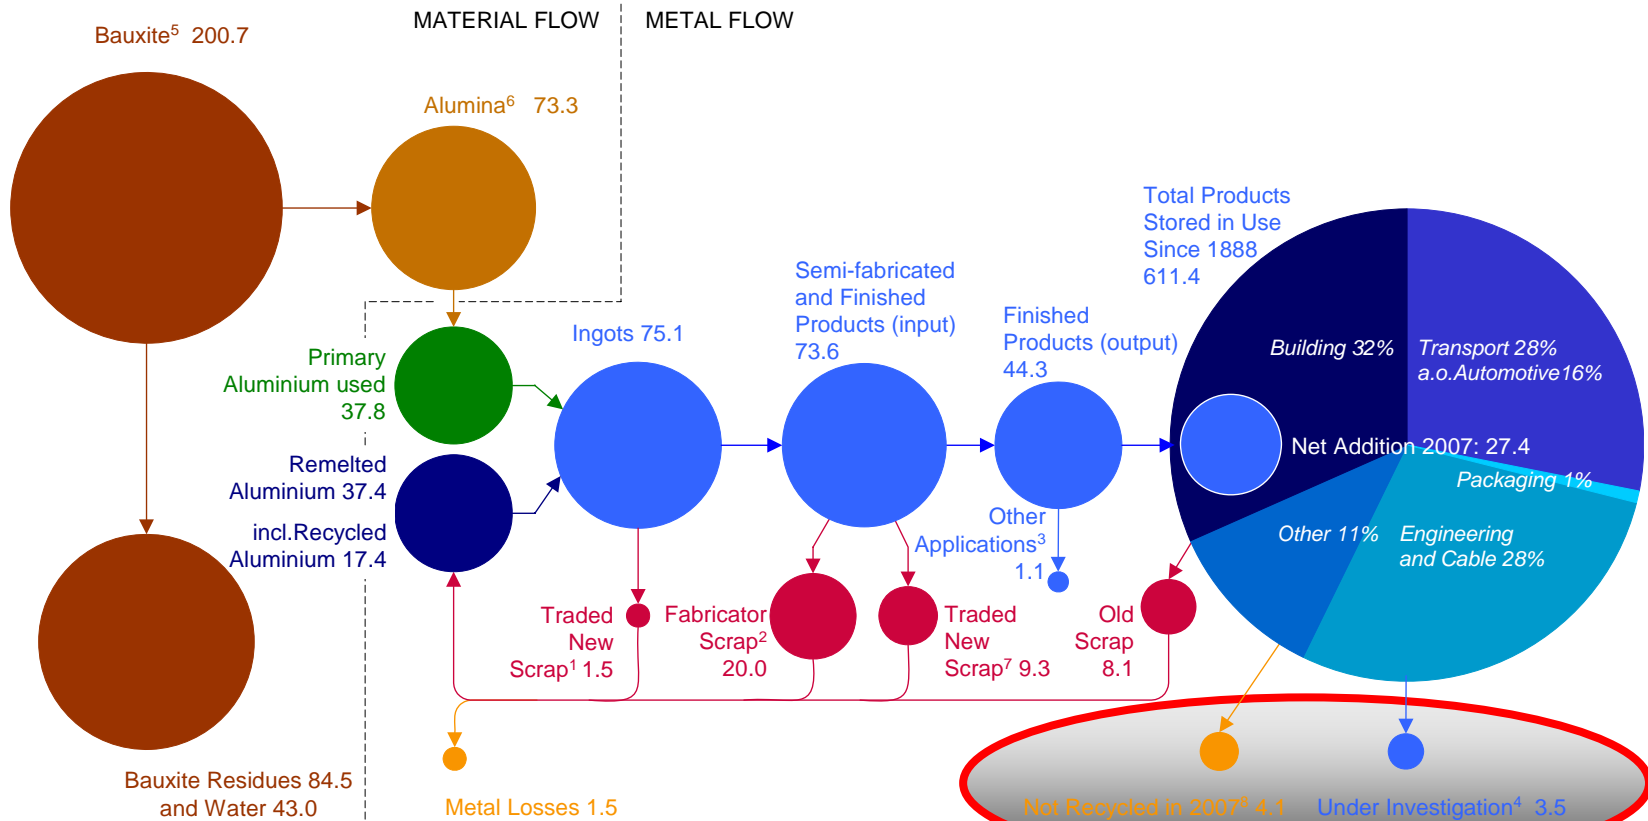 MATERIAL FLOW
METAL FLOW
Bauxite⁵ 200.7
Alumina⁶ 73.3
Total Products
Stored in Use
Since 1888
611.4
Semi-fabricated
and Finished
Products (input)
73.6
Finished
Products (output)
44.3
Ingots 75.1
Primary
Aluminium used
37.8
Remelted
Aluminium 37.4
incl.Recycled
Aluminium 17.4
Building 32%
Transport 28%
a.o.Automotive16%
Net Addition 2007: 27.4
Packaging 1%
Other 11%
Engineering
and Cable 28%
Other
Applications³
1.1
Traded
New
Scrap¹ 1.5
Fabricator
Scrap²
20.0
Traded
New
Scrap⁷ 9.3
Old
Scrap
8.1
Bauxite Residues 84.5
and Water 43.0
Metal Losses 1.5
Not Recycled in 2007⁸ 4.1
Under Investigation⁴ 3.5